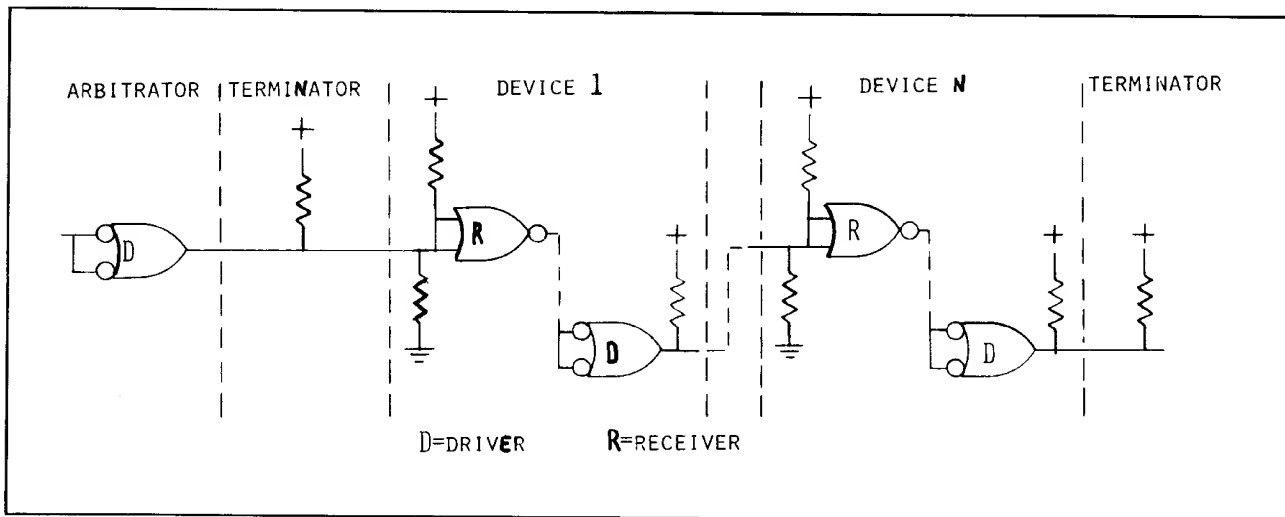 ARBITRATOR TERMINATOR DEVICE 1 DEVICE N TERMINATOR
+ + + + + +
D R D R D
D=DRIVER R=RECEIVER